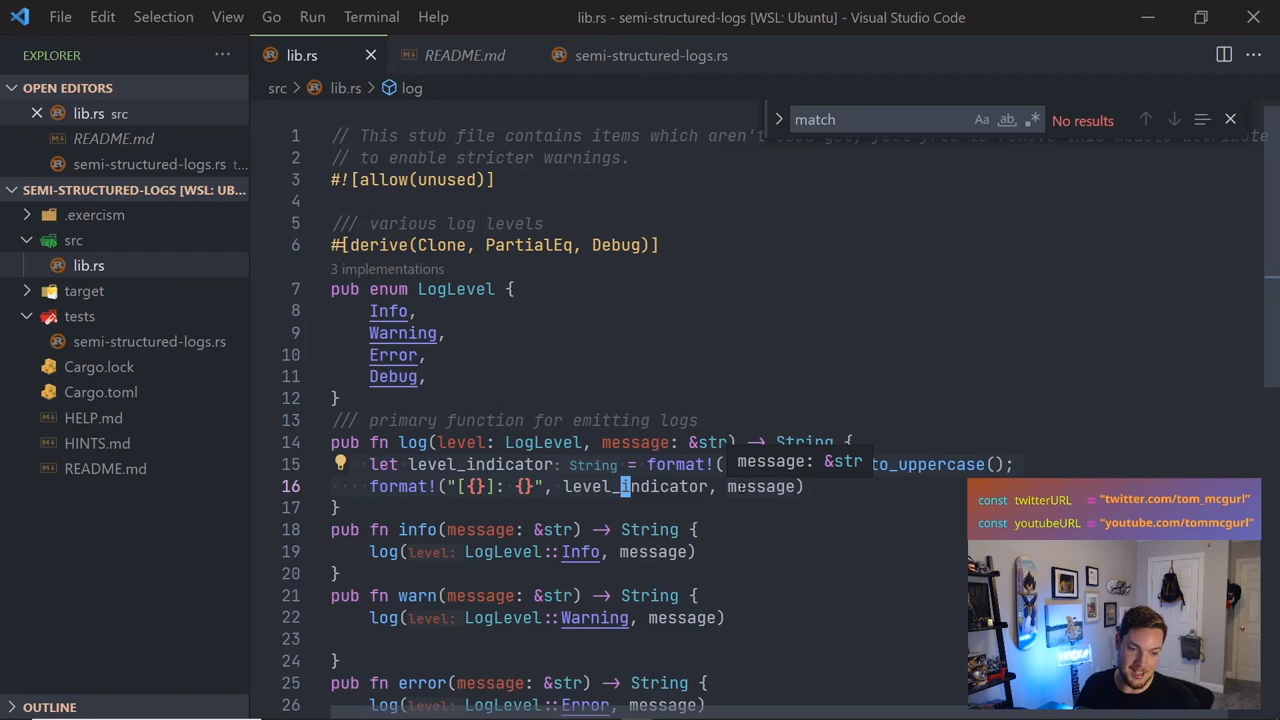 File Edit Selection View Go Run Terminal Help
lib.rs - semi-structured-logs [WSL: Ubuntu] - Visual Studio Code
EXPLORER
lib.rs
README.md
semi-structured-logs.rs
OPEN EDITORS
lib.rs src
README.md
semi-structured-logs.rs t...
SEMI-STRUCTURED-LOGS [WSL: UB...
.exercism
src
lib.rs
target
tests
semi-structured-logs.rs
Cargo.lock
Cargo.toml
HELP.md
HINTS.md
README.md
OUTLINE
src > lib.rs > log
match Aa ab No results
1 // This stub file contains items which aren't
2 // to enable stricter warnings.
3 #![allow(unused)]
4
5 /// various log levels
6 #[derive(Clone, PartialEq, Debug)]
3 implementations
7 pub enum LogLevel {
8 Info,
9 Warning,
10 Error,
11 Debug,
12 }
13 /// primary function for emitting logs
14 pub fn log(level: LogLevel, message: &str) → String {
15 let level_indicator: String = format!( to_uppercase();
message: &str
16 format!("[{}]: {}", level_indicator, message)
17 }
18 pub fn info(message: &str) → String {
19 log(level: LogLevel::Info, message)
20 }
21 pub fn warn(message: &str) → String {
22 log(level: LogLevel::Warning, message)
23
24 }
25 pub fn error(message: &str) → String {
26 log(level: LogLevel::Error, message)
const twitterURL = "twitter.com/tom_mcgurl"
const youtubeURL = "youtube.com/tommcgurl"